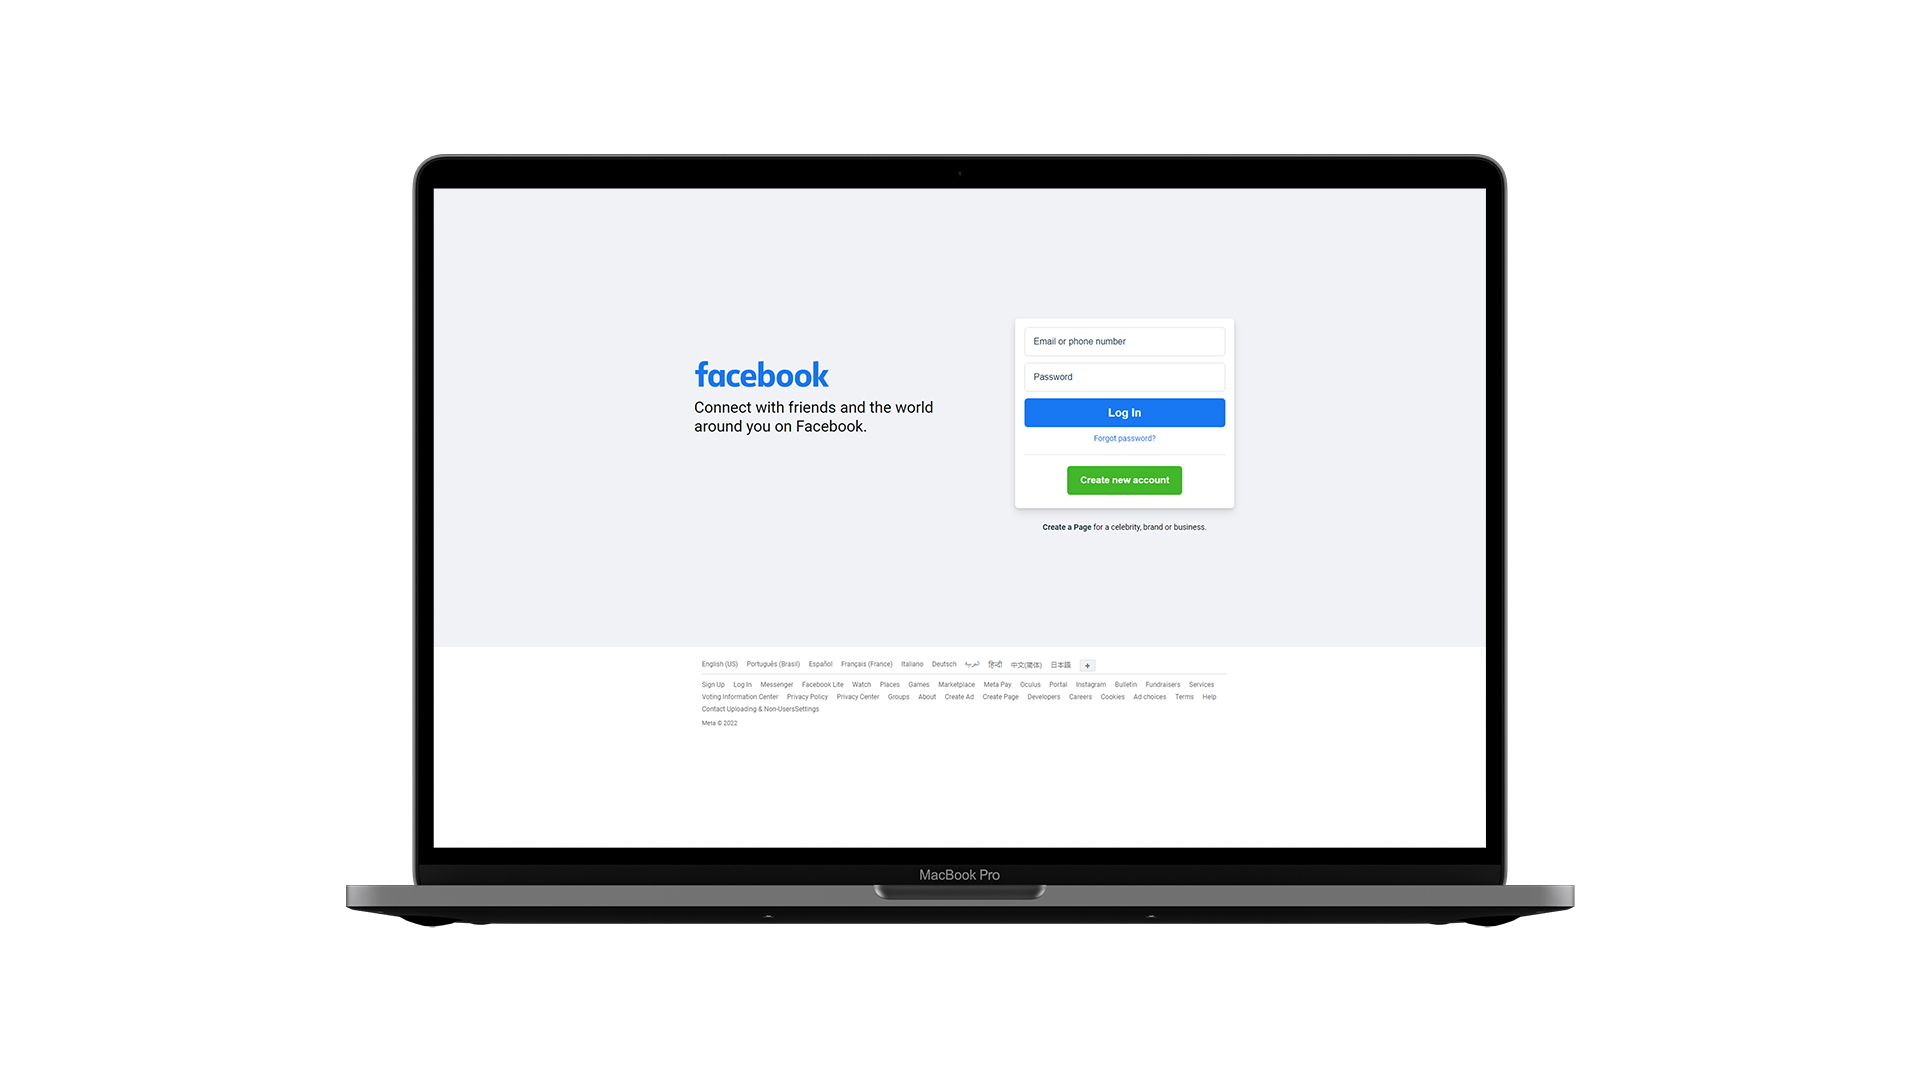 facebook
Connect with friends and the world
around you on Facebook.
Email or phone number
Password
Log In
Forgot password?
Create new account
Create a Page for a celebrity, brand or business.
English (US) Português (Brasil) Español Français (France) Italiano Deutsch العربية हिन्दी 中文(简体) 日本語 +
Sign Up Log In Messenger Facebook Lite Watch Places Games Marketplace Meta Pay Oculus Portal Instagram Bulletin Fundraisers Services
Voting Information Center Privacy Policy Privacy Center Groups About Create Ad Create Page Developers Careers Cookies Ad choices Terms Help
Contact Uploading & Non-UsersSettings
Meta © 2022
MacBook Pro